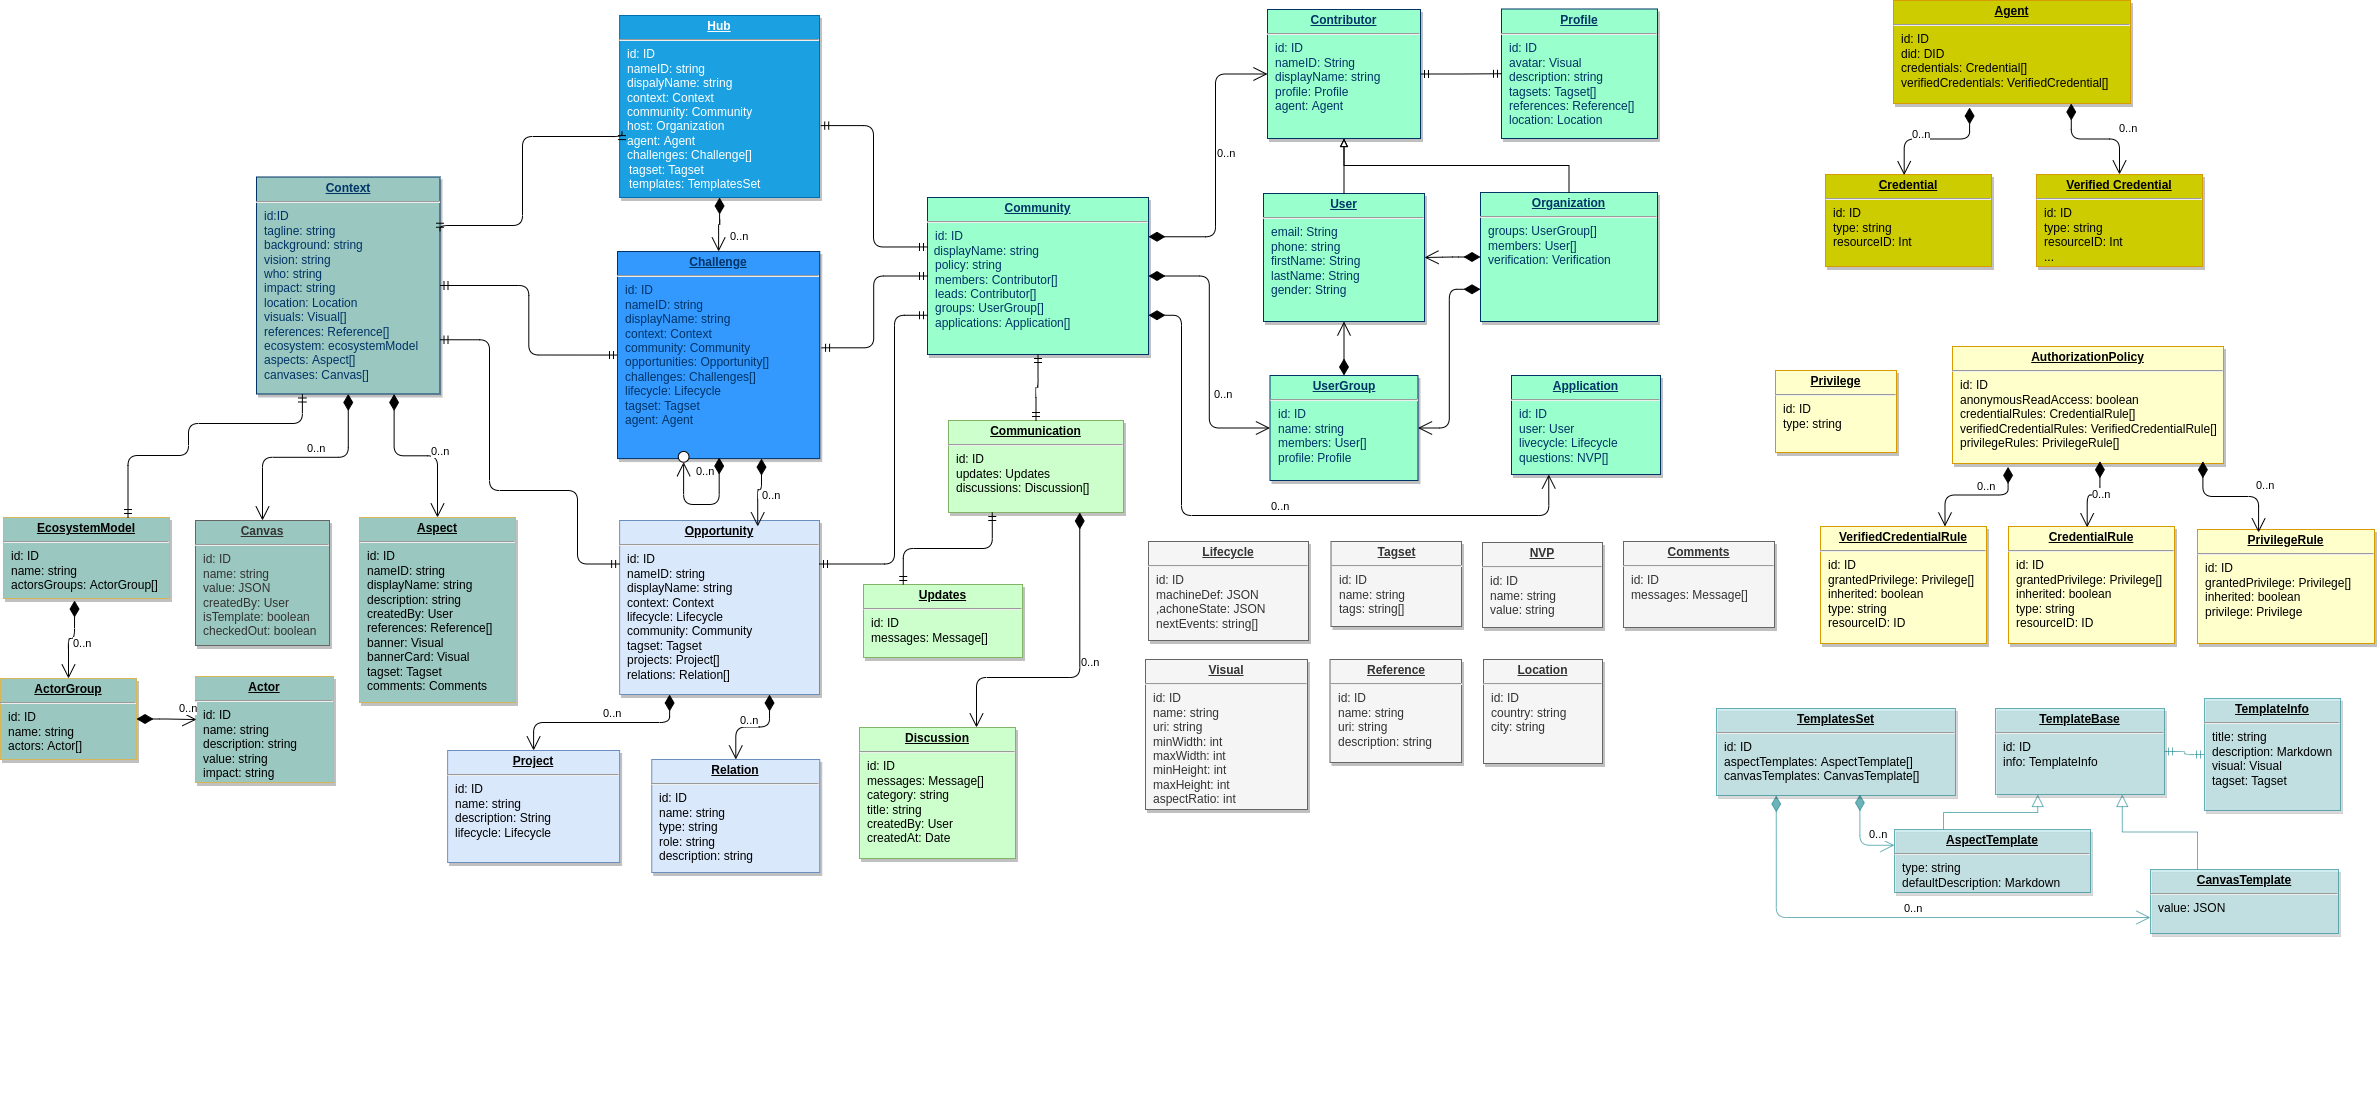 Hub
id: ID
nameID: string
dispalyName: string
context: Context
community: Community
host: Organization
agent: Agent
challenges: Challenge[]
tagset: Tagset
templates: TemplatesSet
0..n
Context
id:ID
tagline: string
background: string
vision: string
who: string
impact: string
location: Location
visuals: Visual[]
references: Reference[]
ecosystem: ecosystemModel
aspects: Aspect[]
canvases: Canvas[]
0..n
0..n
Challenge
id: ID
nameID: string
displayName: string
context: Context
community: Community
opportunities: Opportunity[]
challenges: Challenges[]
lifecycle: Lifecycle
tagset: Tagset
agent: Agent
0..n
0..n
Community
id: ID
displayName: string
policy: string
members: Contributor[]
leads: Contributor[]
groups: UserGroup[]
applications: Application[]
0..n
0..n
0..n
Contributor
id: ID
nameID: String
displayName: string
profile: Profile
agent: Agent
Profile
id: ID
avatar: Visual
description: string
tagsets: Tagset[]
references: Reference[]
location: Location
User
email: String
phone: string
firstName: String
lastName: String
gender: String
Organization
groups: UserGroup[]
members: User[]
verification: Verification
UserGroup
id: ID
name: string
members: User[]
profile: Profile
Application
id: ID
user: User
livecycle: Lifecycle
questions: NVP[]
Agent
id: ID
did: DID
credentials: Credential[]
verifiedCredentials: VerifiedCredential[]
0..n
0..n
Credential
id: ID
type: string
resourceID: Int
Verified Credential
id: ID
type: string
resourceID: Int
...
Privilege
id: ID
type: string
AuthorizationPolicy
id: ID
anonymousReadAccess: boolean
credentialRules: CredentialRule[]
verifiedCredentialRules: VerifiedCredentialRule[]
privilegeRules: PrivilegeRule[]
0..n
0..n
0..n
VerifiedCredentialRule
id: ID
grantedPrivilege: Privilege[]
inherited: boolean
type: string
resourceID: ID
CredentialRule
id: ID
grantedPrivilege: Privilege[]
inherited: boolean
type: string
resourceID: ID
PrivilegeRule
id: ID
grantedPrivilege: Privilege[]
inherited: boolean
privilege: Privilege
Communication
id: ID
updates: Updates
discussions: Discussion[]
0..n
Updates
id: ID
messages: Message[]
Discussion
id: ID
messages: Message[]
category: string
title: string
createdBy: User
createdAt: Date
EcosystemModel
id: ID
name: string
actorsGroups: ActorGroup[]
0..n
Canvas
id: ID
name: string
value: JSON
createdBy: User
isTemplate: boolean
checkedOut: boolean
Aspect
id: ID
nameID: string
displayName: string
description: string
createdBy: User
references: Reference[]
banner: Visual
bannerCard: Visual
tagset: Tagset
comments: Comments
ActorGroup
id: ID
name: string
actors: Actor[]
0..n
Actor
id: ID
name: string
description: string
value: string
impact: string
Opportunity
id: ID
nameID: string
displayName: string
context: Context
lifecycle: Lifecycle
community: Community
tagset: Tagset
projects: Project[]
relations: Relation[]
0..n
0..n
Project
id: ID
name: string
description: String
lifecycle: Lifecycle
Relation
id: ID
name: string
type: string
role: string
description: string
Lifecycle
id: ID
machineDef: JSON
,achoneState: JSON
nextEvents: string[]
Tagset
id: ID
name: string
tags: string[]
NVP
id: ID
name: string
value: string
Comments
id: ID
messages: Message[]
Visual
id: ID
name: string
uri: string
minWidth: int
maxWidth: int
minHeight: int
maxHeight: int
aspectRatio: int
Reference
id: ID
name: string
uri: string
description: string
Location
id: ID
country: string
city: string
TemplatesSet
id: ID
aspectTemplates: AspectTemplate[]
canvasTemplates: CanvasTemplate[]
0..n
0..n
TemplateBase
id: ID
info: TemplateInfo
TemplateInfo
title: string
description: Markdown
visual: Visual
tagset: Tagset
AspectTemplate
type: string
defaultDescription: Markdown
CanvasTemplate
value: JSON